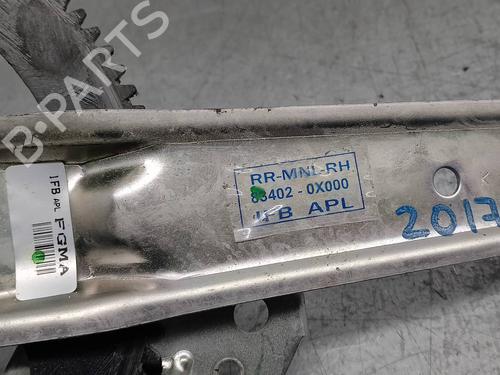 B-PARTS
RR-MNL-RH
83402-0X000
IFB APL
2017
IFB APL FGMA